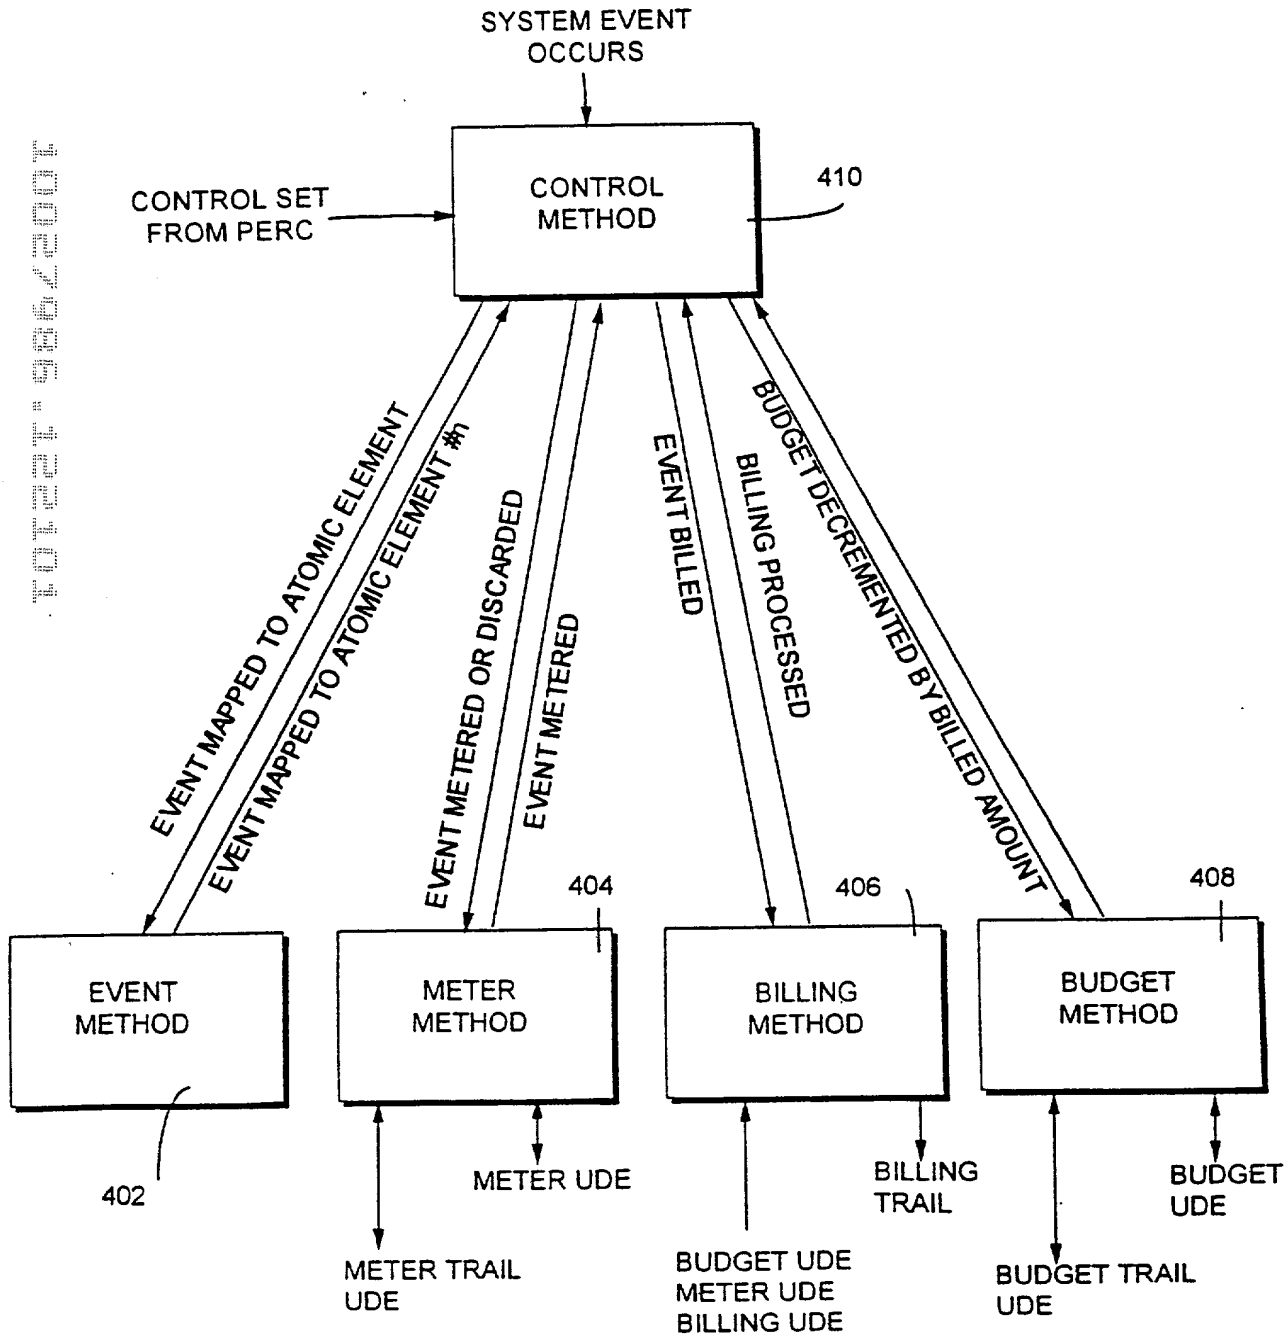 SYSTEM EVENT
OCCURS
CONTROL SET
FROM PERC
CONTROL
METHOD
410
EVENT MAPPED TO ATOMIC ELEMENT
EVENT MAPPED TO ATOMIC ELEMENT #n
EVENT METERED OR DISCARDED
EVENT METERED
EVENT BILLED
BILLING PROCESSED
BUDGET DECREMENTED BY BILLED AMOUNT
EVENT
METHOD
402
METER
METHOD
404
BILLING
METHOD
406
BUDGET
METHOD
408
METER UDE
METER TRAIL
UDE
BILLING
TRAIL
BUDGET UDE
METER UDE
BILLING UDE
BUDGET
UDE
BUDGET TRAIL
UDE
10027986.122101